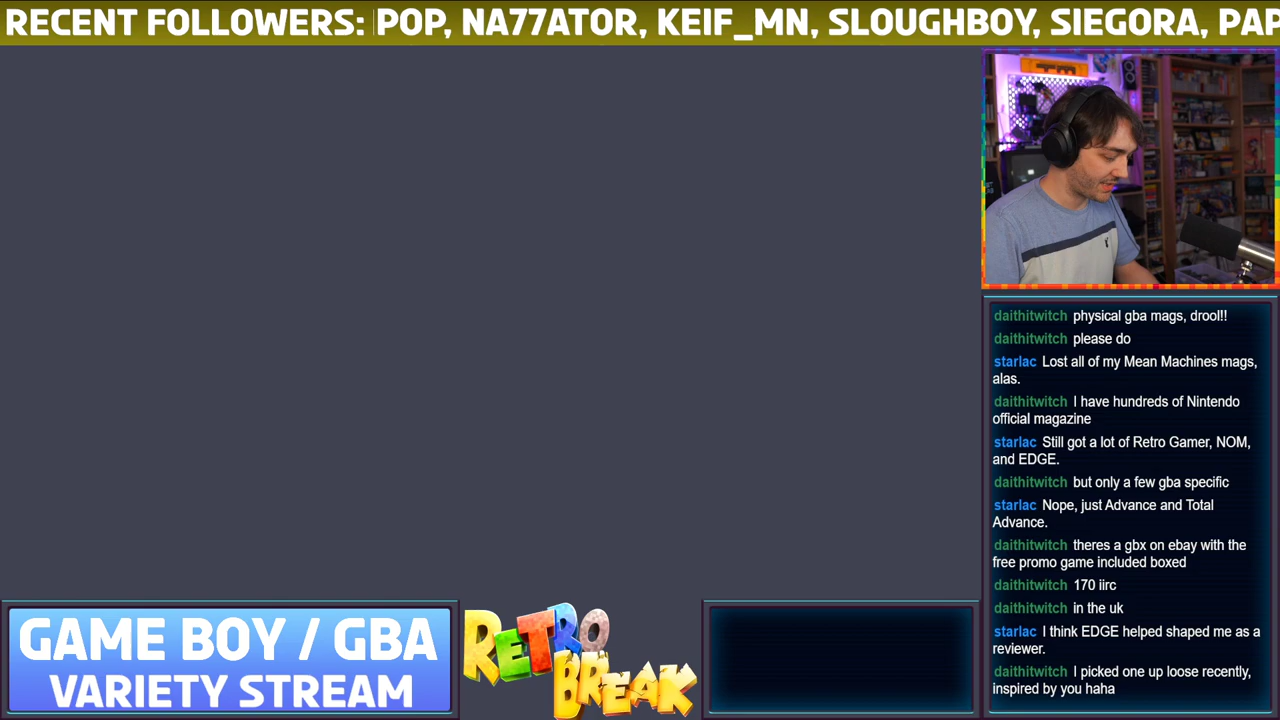 RECENT FOLLOWERS: POP, NA77ATOR, KEIF_MN, SLOUGHBOY, SIEGORA, PAP
daithitwitch physical gba mags, drool!!
daithitwitch please do
starlac Lost all of my Mean Machines mags,
alas.
daithitwitch I have hundreds of Nintendo
official magazine
starlac Still got a lot of Retro Gamer, NOM,
and EDGE.
daithitwitch but only a few gba specific
starlac Nope, just Advance and Total
Advance.
daithitwitch theres a gbx on ebay with the
free promo game included boxed
daithitwitch 170 iirc
daithitwitch in the uk
starlac I think EDGE helped shaped me as a
reviewer.
daithitwitch I picked one up loose recently,
inspired by you haha
GAME BOY / GBA
VARIETY STREAM
RETRO
BREAK